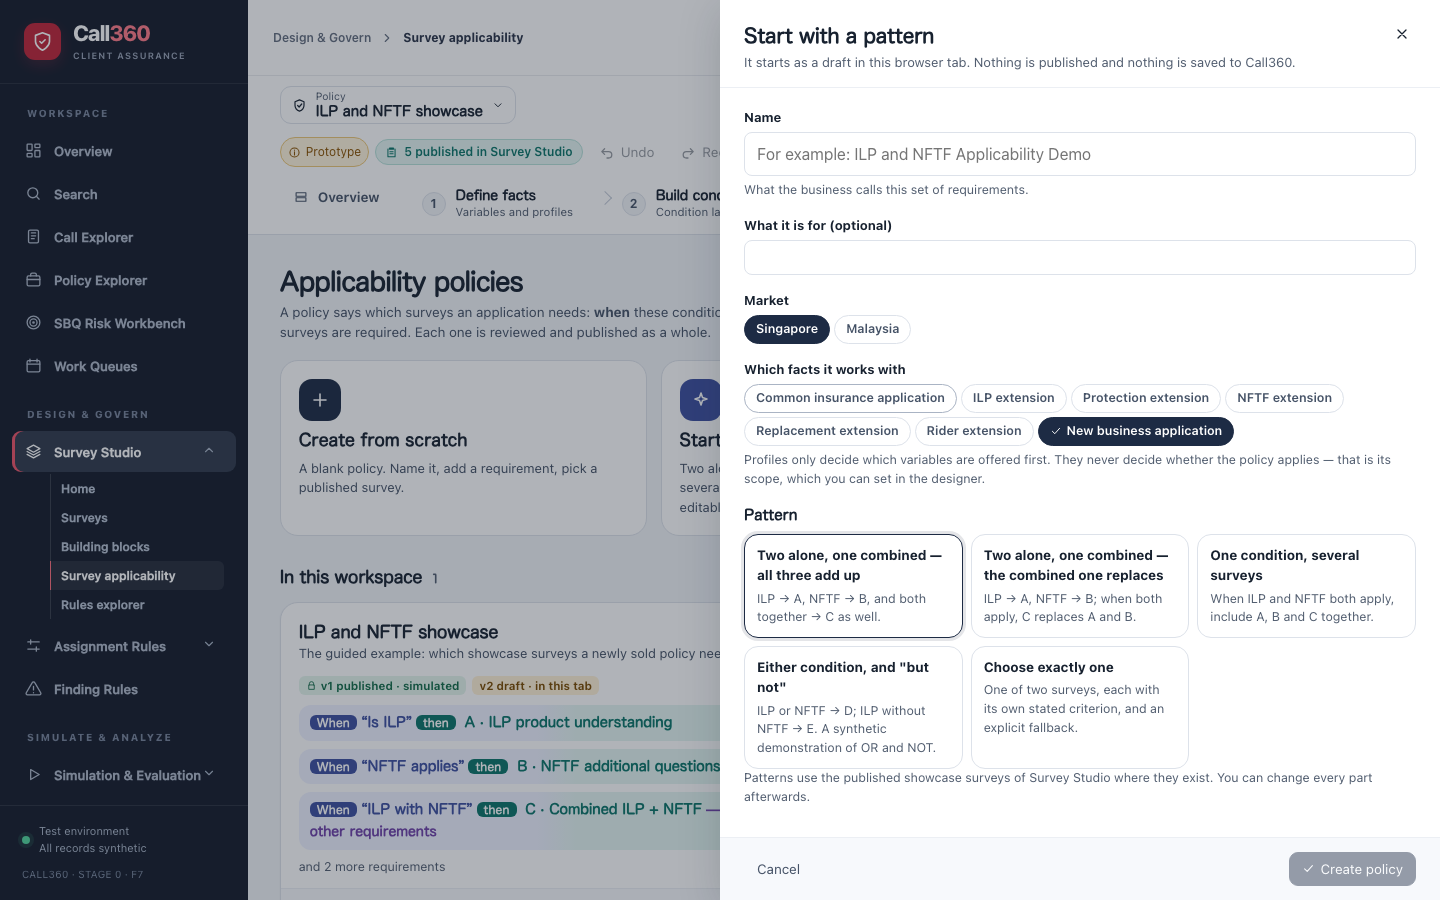 Call360
CLIENT ASSURANCE
WORKSPACE
Overview
Search
Call Explorer
Policy Explorer
SBQ Risk Workbench
Work Queues
DESIGN & GOVERN
Survey Studio
Home
Surveys
Building blocks
Survey applicability
Rules explorer
Assignment Rules
Finding Rules
SIMULATE & ANALYZE
Simulation & Evaluation
Test environment
All records synthetic
CALL360 · STAGE 0 · F7
Design & Govern
Survey applicability
Policy
ILP and NFTF showcase
Prototype
5 published in Survey Studio
Undo
Overview
1
Define facts
Variables and profiles
2
Applicability policies
A policy says which surveys an application needs: when these
surveys are required. Each one is reviewed and published as a whole.
Create from scratch
A blank policy. Name it, add a requirement, pick a
published survey.
In this workspace 1
ILP and NFTF showcase
The guided example: which showcase surveys a newly sold policy
v1 published · simulated
v2 draft · in this tab
When “Is ILP” then A · ILP product understanding
When “NFTF applies” then B · NFTF additional questions
When “ILP with NFTF” then C · Combined ILP + NFTF —
other requirements
and 2 more requirements
Start with a pattern
It starts as a draft in this browser tab. Nothing is published and nothing is saved to Call360.
Name
For example: ILP and NFTF Applicability Demo
What the business calls this set of requirements.
What it is for (optional)
Market
Singapore
Malaysia
Which facts it works with
Common insurance application
ILP extension
Protection extension
NFTF extension
Replacement extension
Rider extension
New business application
Profiles only decide which variables are offered first. They never decide whether the policy applies — that is its
scope, which you can set in the designer.
Pattern
Two alone, one combined —
all three add up
ILP → A, NFTF → B, and both
together → C as well.
Two alone, one combined —
the combined one replaces
ILP → A, NFTF → B; when both
apply, C replaces A and B.
One condition, several
surveys
When ILP and NFTF both apply,
include A, B and C together.
Either condition, and "but
not"
ILP or NFTF → D; ILP without
NFTF → E. A synthetic
demonstration of OR and NOT.
Choose exactly one
One of two surveys, each with
its own stated criterion, and an
explicit fallback.
Patterns use the published showcase surveys of Survey Studio where they exist. You can change every part
afterwards.
Cancel
Create policy